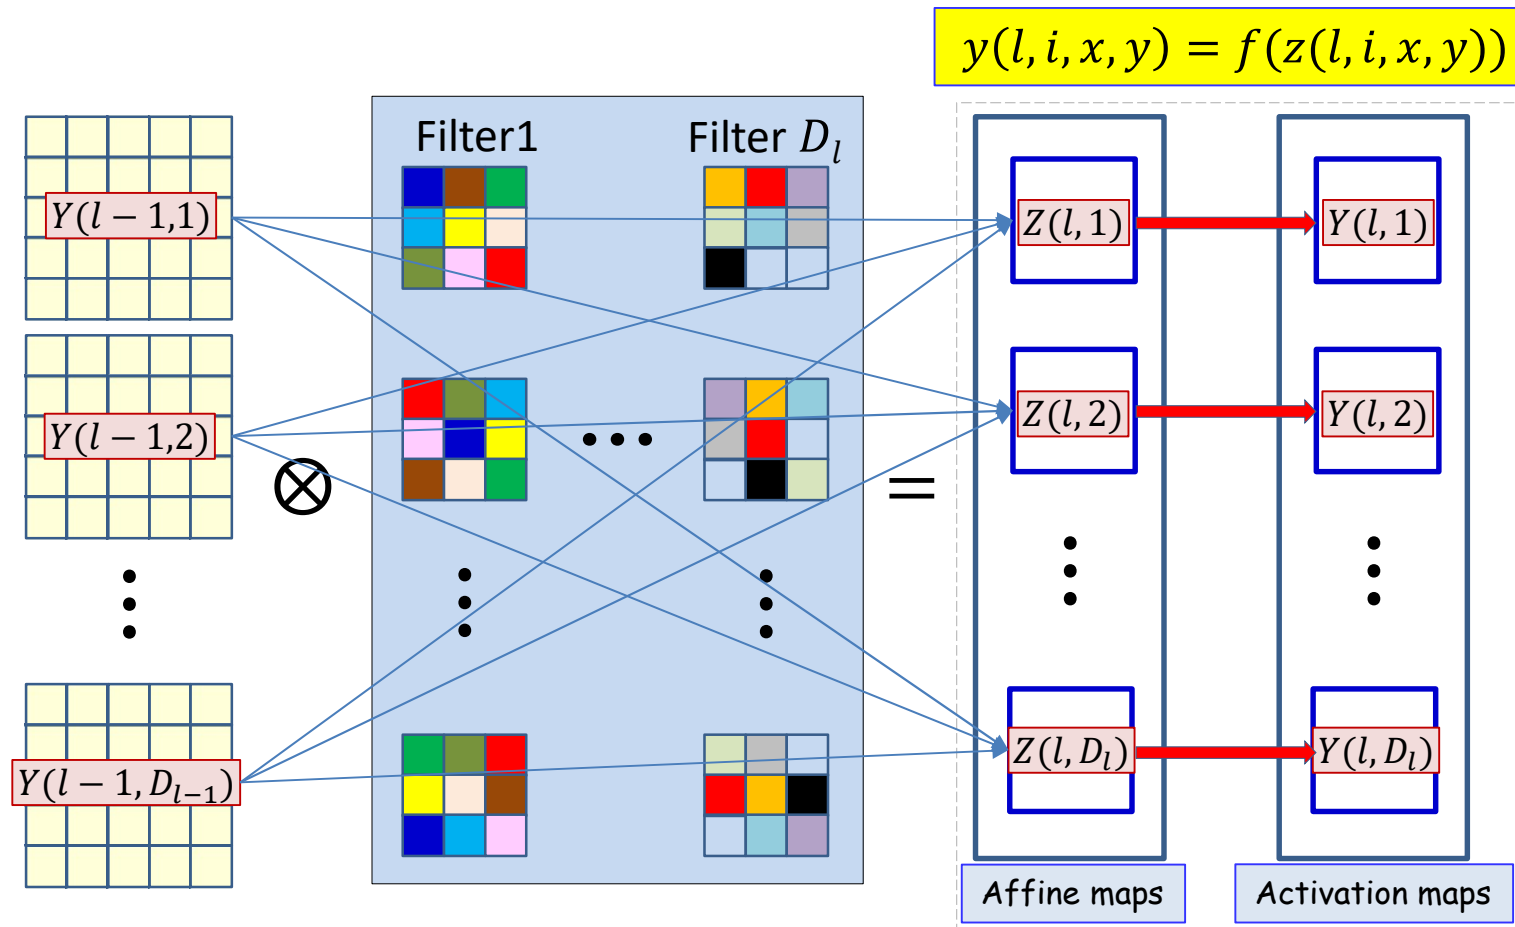 y(l, i, x, y) = f(z(l, i, x, y))
Filter1
Filter D_l
Y(l − 1,1)
Z(l, 1)
Y(l, 1)
Y(l − 1,2)
Z(l, 2)
Y(l, 2)
⊗
=
Y(l − 1, D_{l−1})
Z(l, D_l)
Y(l, D_l)
Affine maps
Activation maps